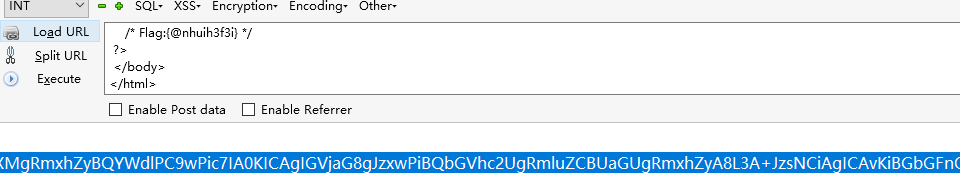 INT SQL▾ XSS▾ Encryption▾ Encoding▾ Other▾
Load URL
/* Flag:{@nhuih3f3i} */
?>
Split URL
</body>
</html>
Execute
Enable Post data Enable Referrer
XMgRmxhZyBQYWdlPC9wPic7IA0KICAgIGVjaG8gJzxwPiBQbGVhc2UgRmluZCBUaGUgRmxhZyA8L3A+JzsNCiAgICAvKiBGbGFnO